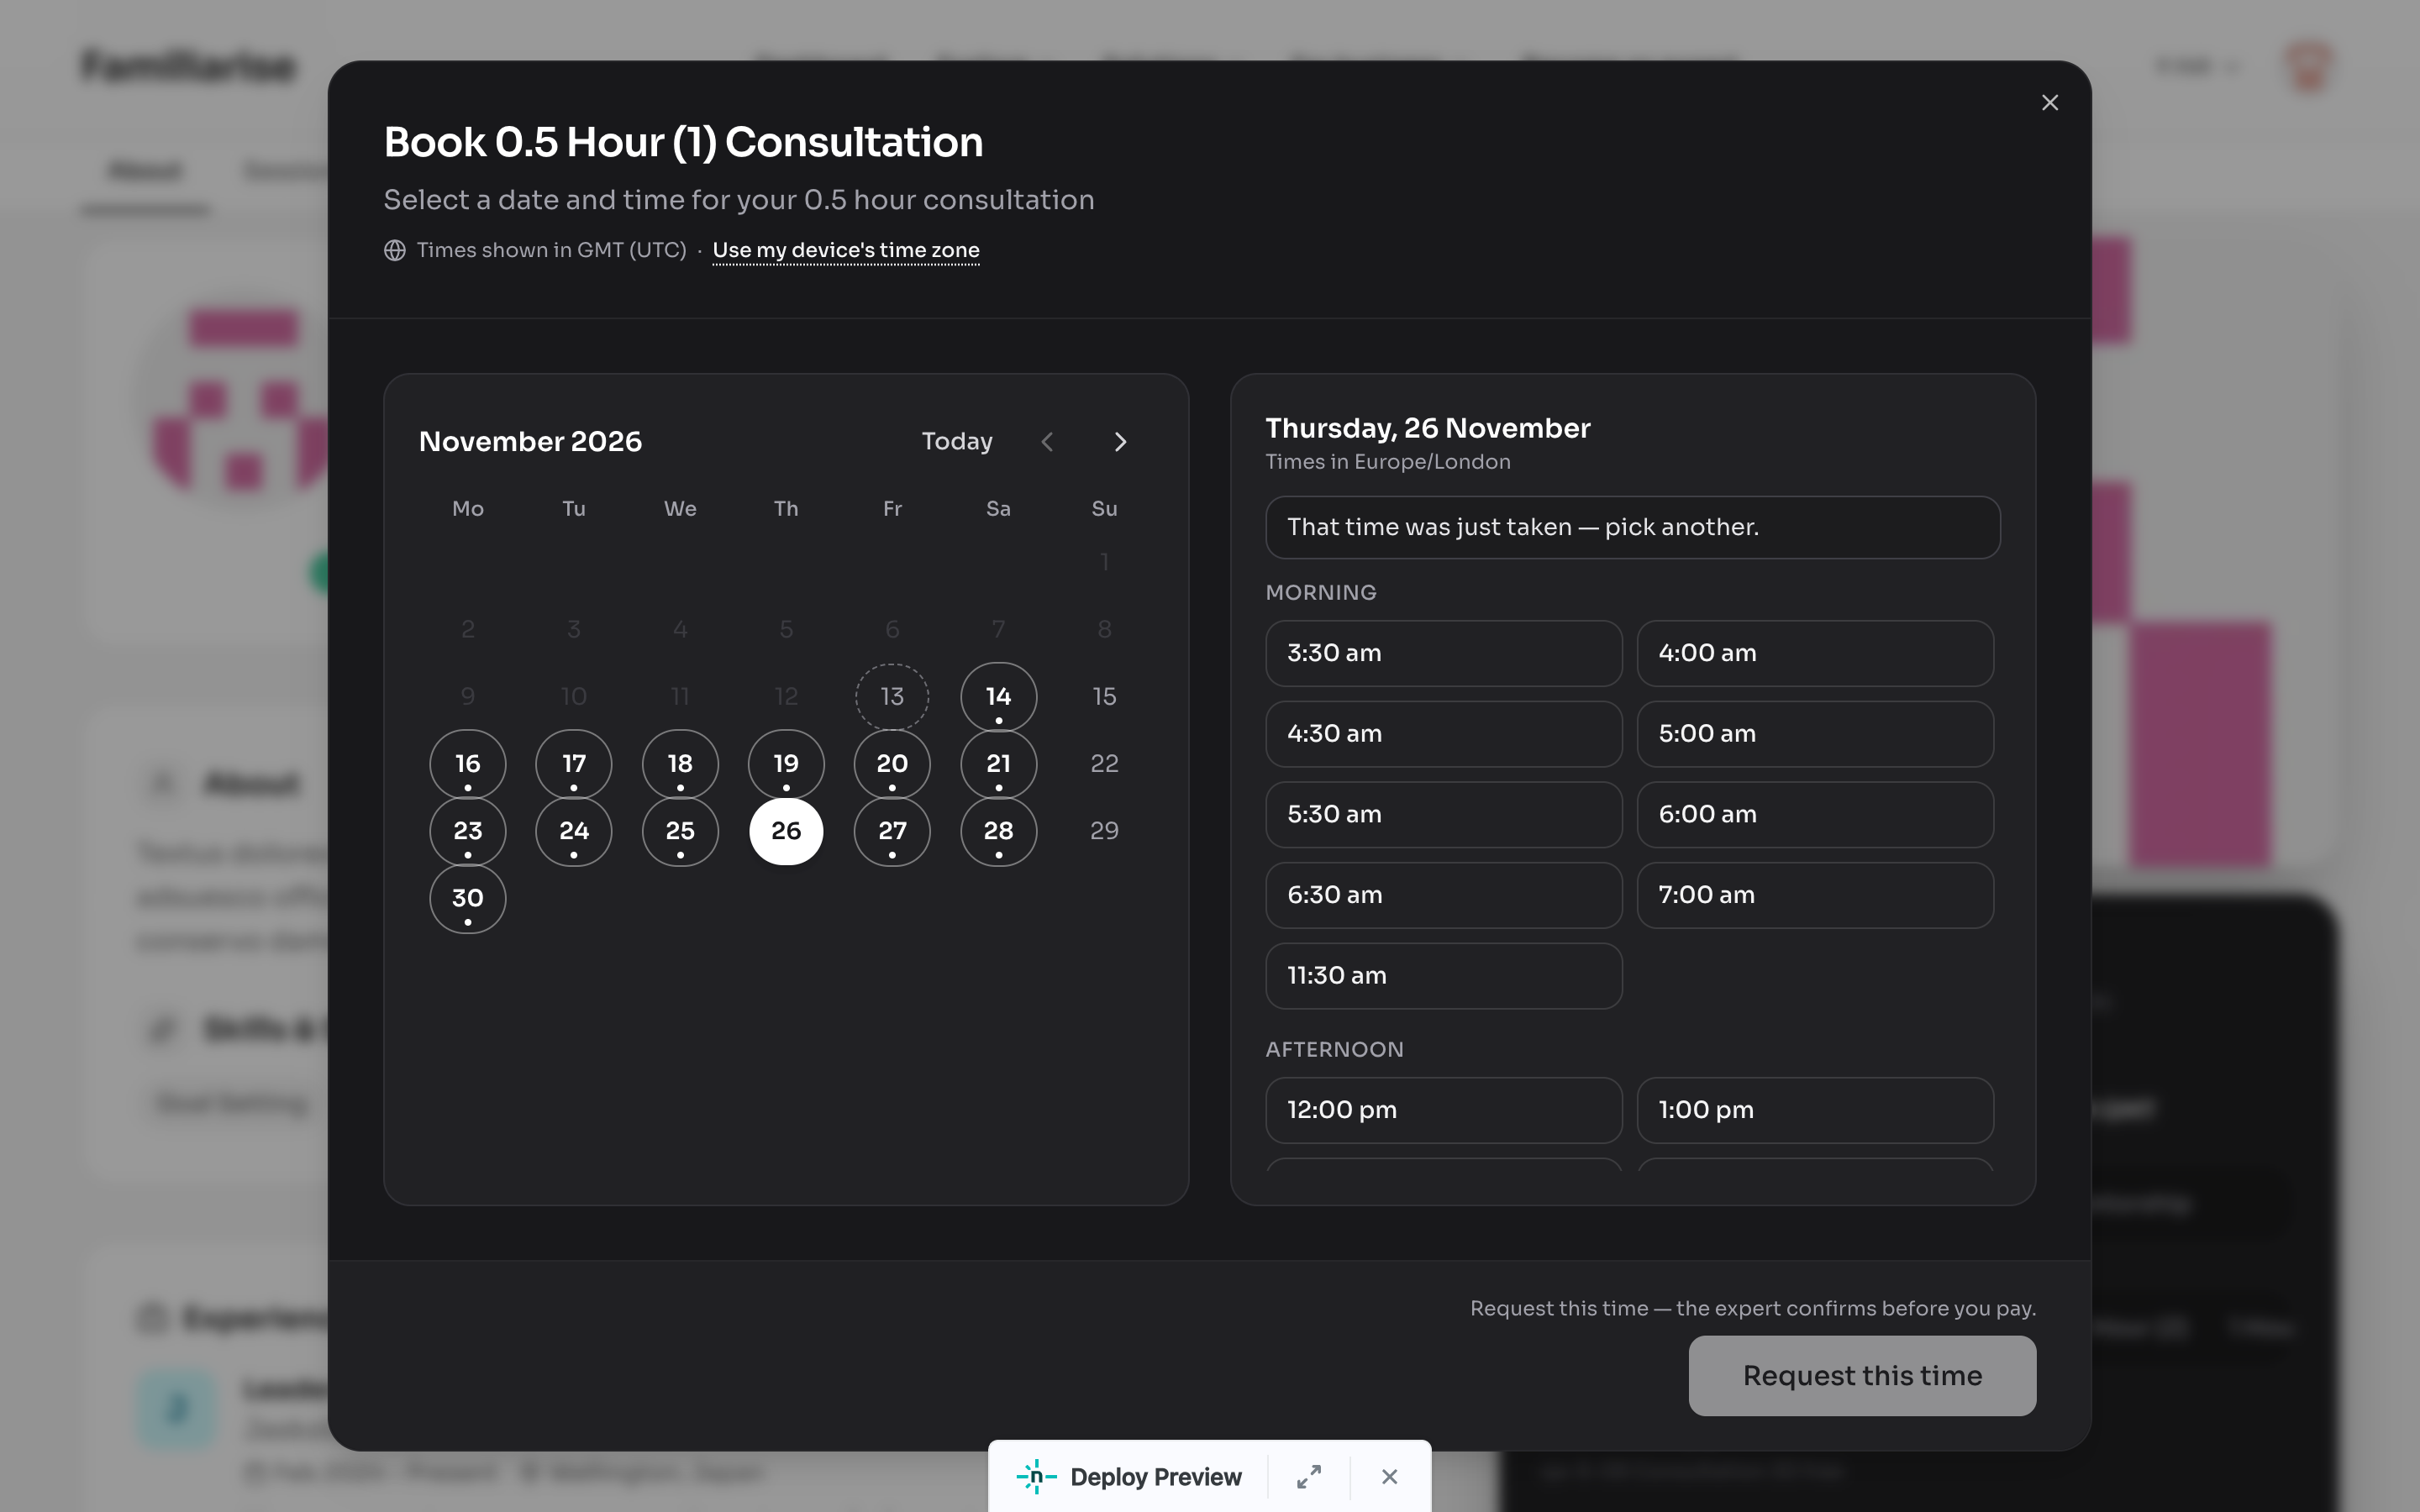 Familiarise
About
Book 0.5 Hour (1) Consultation
Select a date and time for your 0.5 hour consultation
Times shown in GMT (UTC) · Use my device's time zone
November 2026
Today
Mo Tu We Th Fr Sa Su
1
2 3 4 5 6 7 8
9 10 11 12 13 14 15
16 17 18 19 20 21 22
23 24 25 26 27 28 29
30
Thursday, 26 November
Times in Europe/London
That time was just taken — pick another.
MORNING
3:30 am 4:00 am
4:30 am 5:00 am
5:30 am 6:00 am
6:30 am 7:00 am
11:30 am
AFTERNOON
12:00 pm 1:00 pm
Request this time — the expert confirms before you pay.
Request this time
About
Skills &
Goal Setting
n Deploy Preview